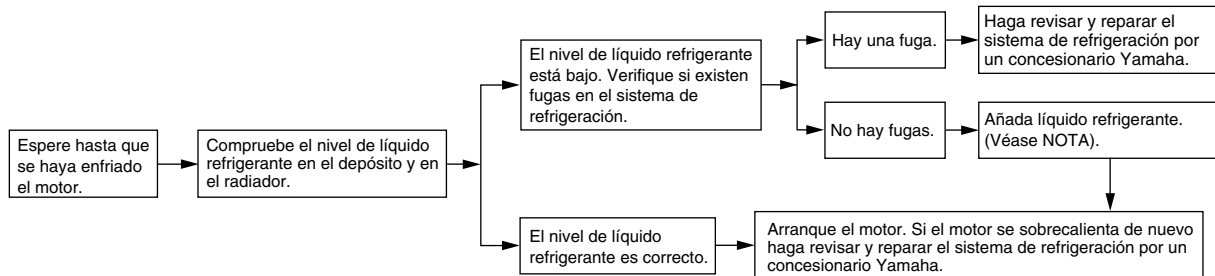 Espere hasta que
se haya enfriado
el motor.
Compruebe el nivel de líquido
refrigerante en el depósito y en
el radiador.
El nivel de líquido refrigerante
está bajo. Verifique si existen
fugas en el sistema de
refrigeración.
Hay una fuga.
Haga revisar y reparar el
sistema de refrigeración por
un concesionario Yamaha.
No hay fugas.
Añada líquido refrigerante.
(Véase NOTA).
El nivel de líquido
refrigerante es correcto.
Arranque el motor. Si el motor se sobrecalienta de nuevo
haga revisar y reparar el sistema de refrigeración por un
concesionario Yamaha.